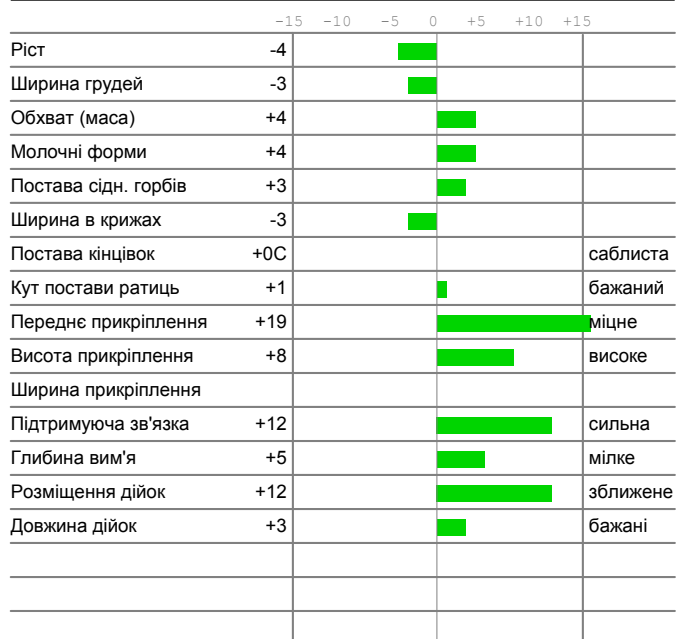 -15 -10 -5 0 +5 +10 +15
Ріст -4
Ширина грудей -3
Обхват (маса) +4
Молочні форми +4
Постава сідн. горбів +3
Ширина в крижах -3
Постава кінцівок +0C саблиста
Кут постави ратиць +1 бажаний
Переднє прикріплення +19 міцне
Висота прикріплення +8 високе
Ширина прикріплення
Підтримуюча зв'язка +12 сильна
Глибина вим'я +5 мілке
Розміщення дійок +12 зближене
Довжина дійок +3 бажані